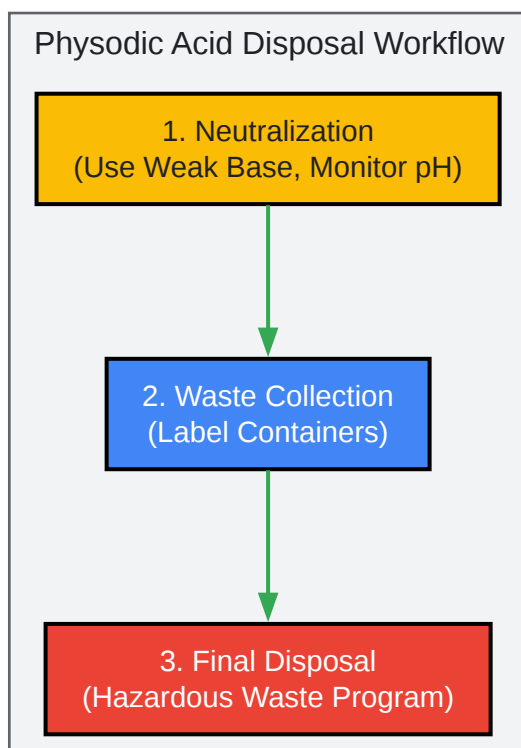 Physodic Acid Disposal Workflow
1. Neutralization
(Use Weak Base, Monitor pH)
2. Waste Collection
(Label Containers)
3. Final Disposal
(Hazardous Waste Program)